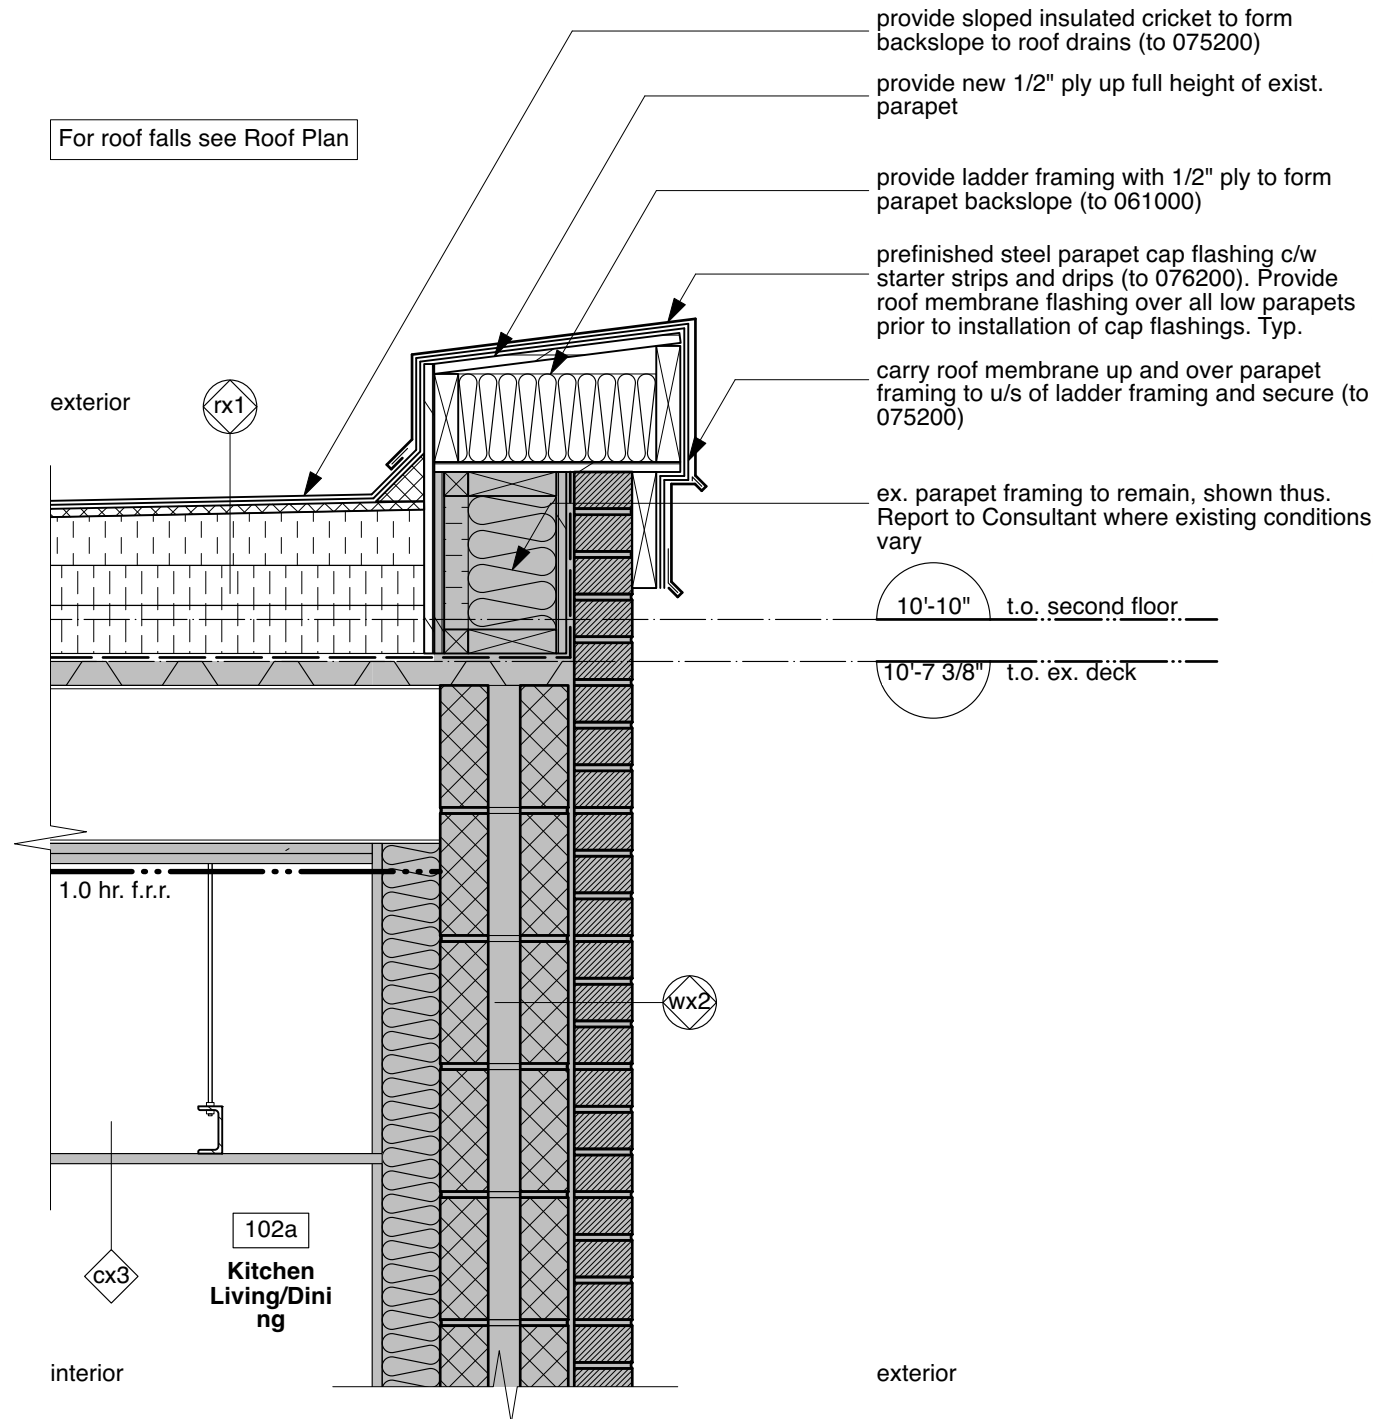 provide sloped insulated cricket to form
backslope to roof drains (to 075200)
provide new 1/2" ply up full height of exist.
parapet
For roof falls see Roof Plan
provide ladder framing with 1/2" ply to form
parapet backslope (to 061000)
prefinished steel parapet cap flashing c/w
starter strips and drips (to 076200). Provide
roof membrane flashing over all low parapets
prior to installation of cap flashings. Typ.
carry roof membrane up and over parapet
framing to u/s of ladder framing and secure (to
075200)
exterior
rx1
ex. parapet framing to remain, shown thus.
Report to Consultant where existing conditions
vary
10'-10" t.o. second floor
10'-7 3/8" t.o. ex. deck
1.0 hr. f.r.r.
wx2
102a
cx3
Kitchen
Living/Dini
ng
interior
exterior